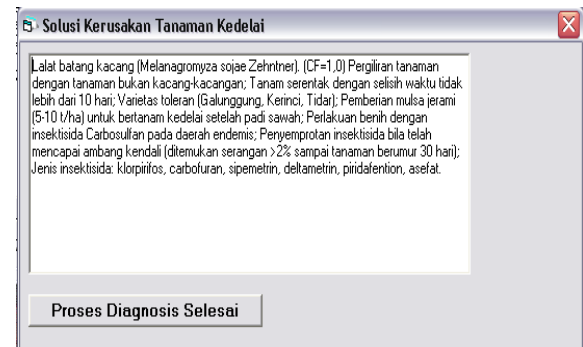 Solusi Kerusakan Tanaman Kedelai
Lalat batang kacang (Melanagromyza sojae Zehntner). (CF=1,0) Pergiliran tanaman
dengan tanaman bukan kacang-kacangan; Tanam serentak dengan selisih waktu tidak
lebih dari 10 hari; Varietas toleran (Galunggung, Kerinci, Tidar); Pemberian mulsa jerami
(5-10 t/ha) untuk bertanam kedelai setelah padi sawah; Perlakuan benih dengan
insektisida Carbosulfan pada daerah endemis; Penyemprotan insektisida bila telah
mencapai ambang kendali (ditemukan serangan >2% sampai tanaman berumur 30 hari);
Jenis insektisida: klorpirifos, carbofuran, sipemetrin, deltametrin, piridafention, asefat.
Proses Diagnosis Selesai